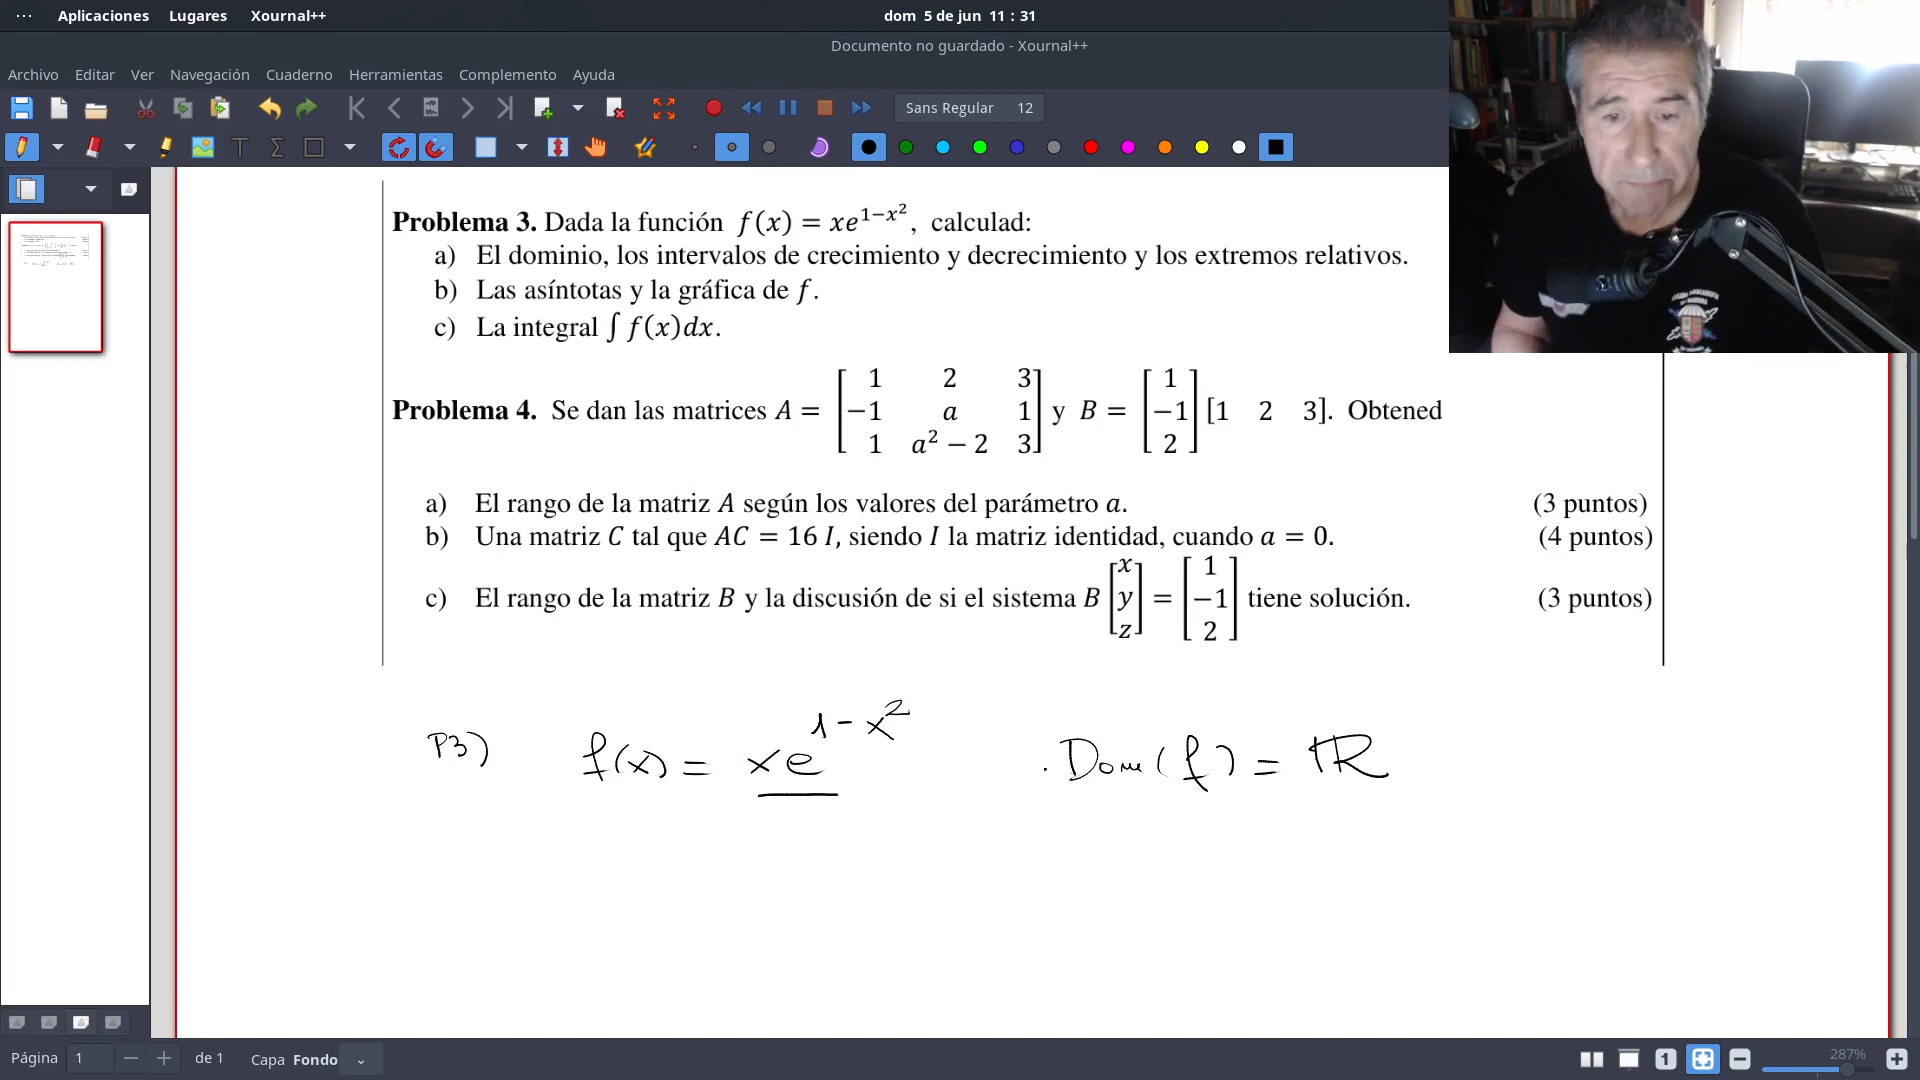 Aplicaciones Lugares Xournal++ dom 5 de jun 11 : 31
Documento no guardado - Xournal++
Archivo Editar Ver Navegación Cuaderno Herramientas Complemento Ayuda
Sans Regular 12
Problema 3. Dada la función f(x) = xe^{1−x²}, calculad:
a) El dominio, los intervalos de crecimiento y decrecimiento y los extremos relativos.
b) Las asíntotas y la gráfica de f.
c) La integral ∫ f(x)dx.
Problema 4. Se dan las matrices A = [1 2 3; −1 a 1; 1 a² − 2 3] y B = [1; −1; 2] [1 2 3]. Obtened
a) El rango de la matriz A según los valores del parámetro a. (3 puntos)
b) Una matriz C tal que AC = 16 I, siendo I la matriz identidad, cuando a = 0. (4 puntos)
c) El rango de la matriz B y la discusión de si el sistema B [x; y; z] = [1; −1; 2] tiene solución. (3 puntos)
P3) f(x) = xe^{1−x²} . Dom(f) = ℝ
Página 1 de 1 Capa Fondo 1 287%